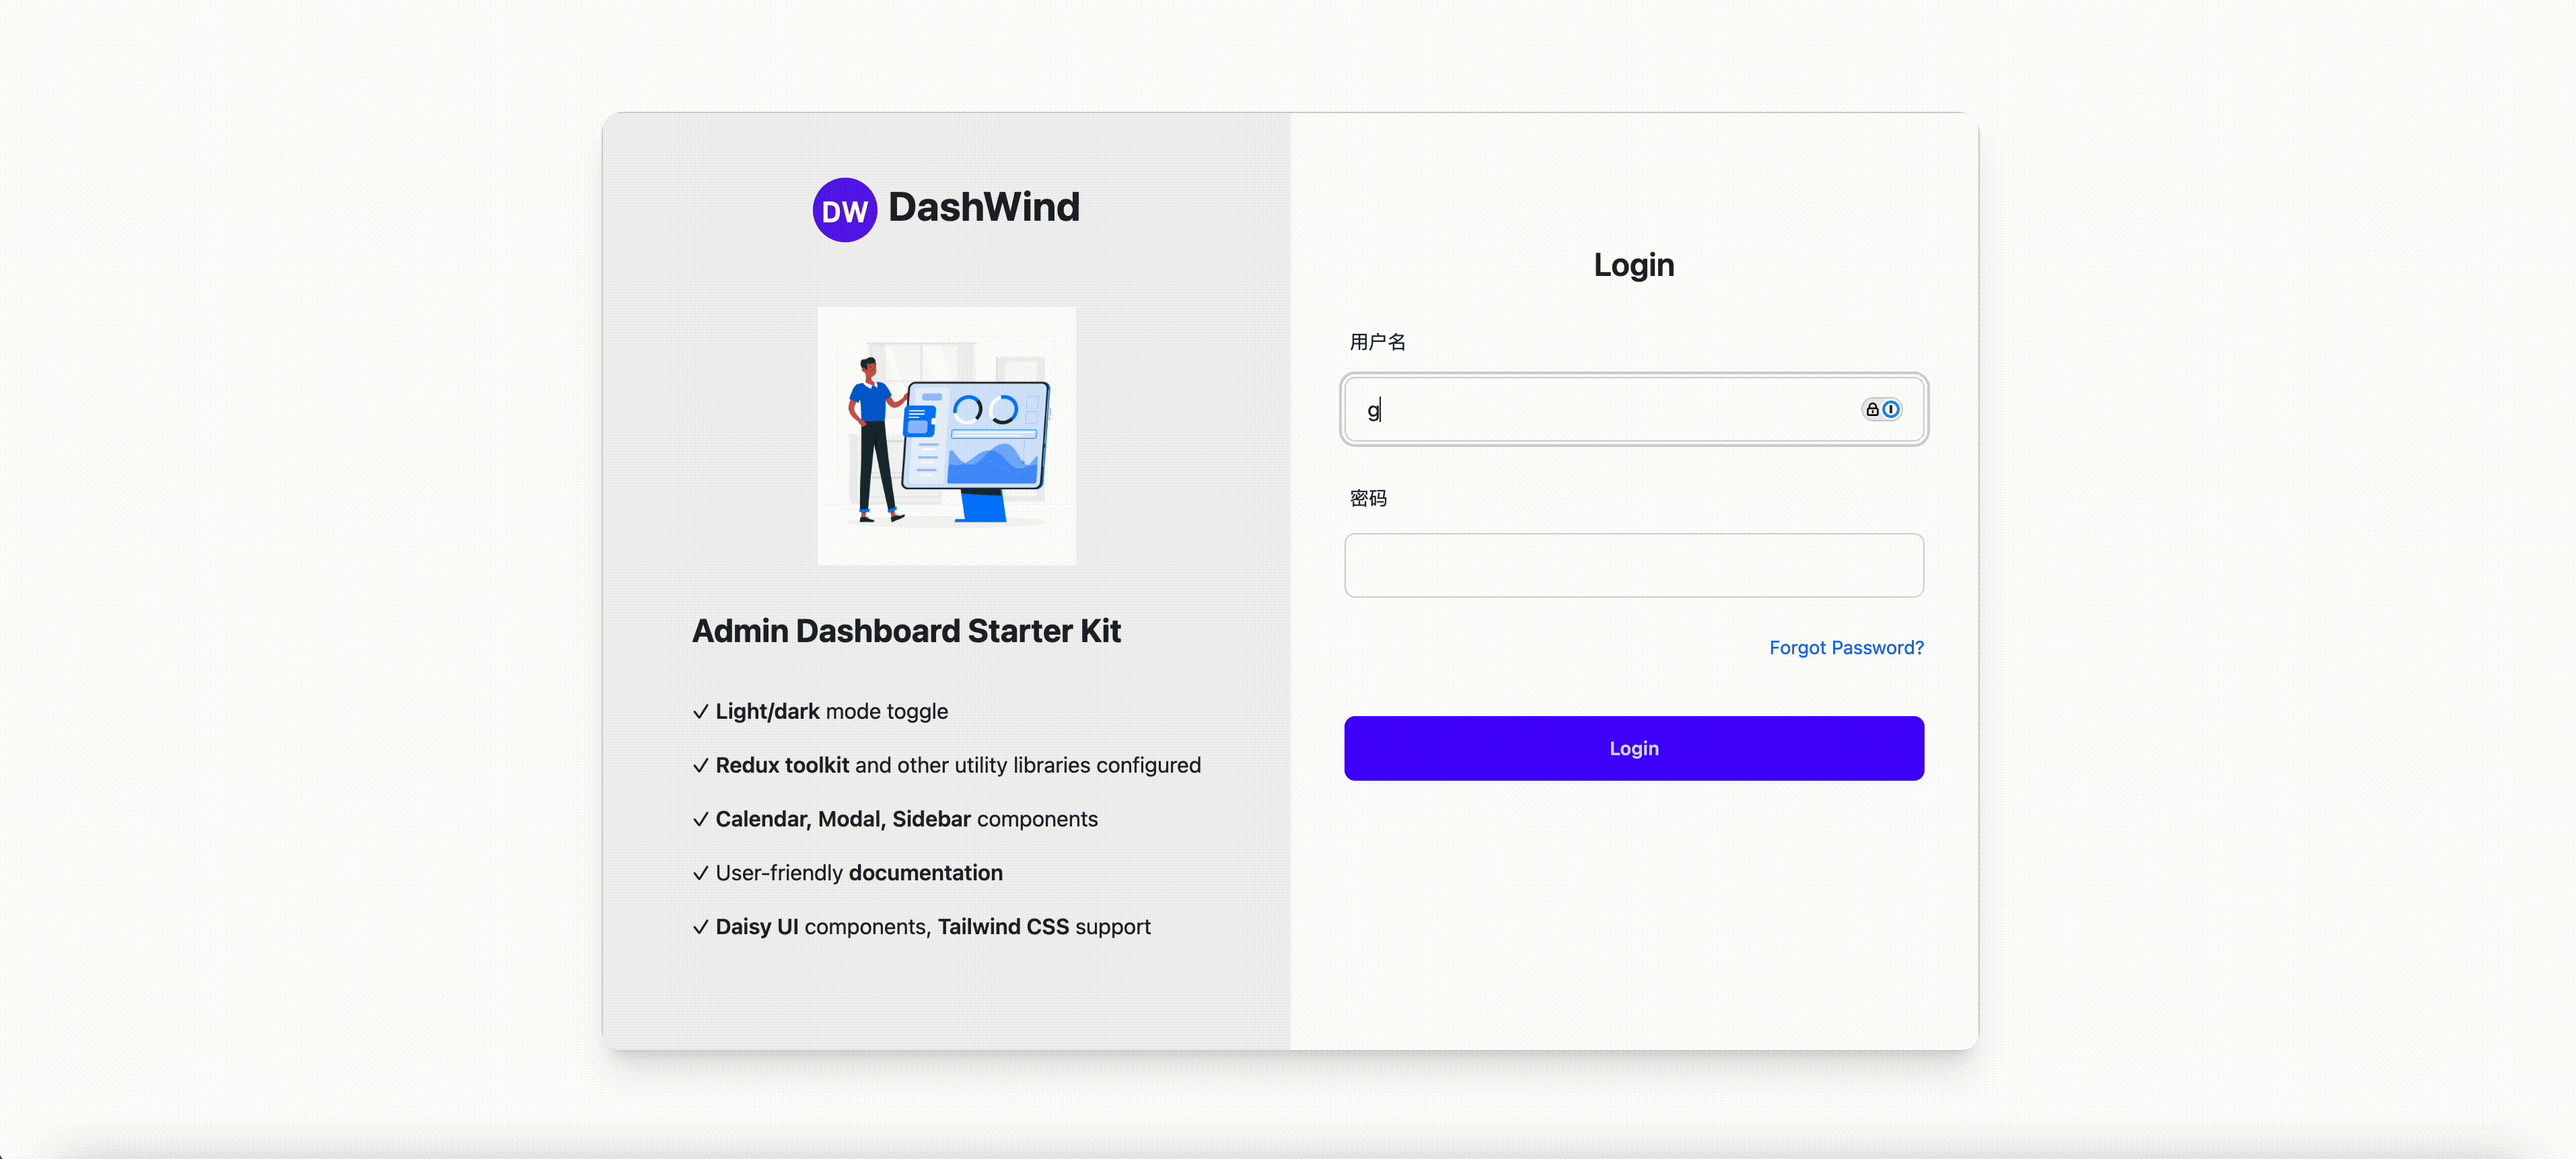 DW DashWind
Admin Dashboard Starter Kit
✓ Light/dark mode toggle
✓ Redux toolkit and other utility libraries configured
✓ Calendar, Modal, Sidebar components
✓ User-friendly documentation
✓ Daisy UI components, Tailwind CSS support
Login
用户名
g
密码
Forgot Password?
Login